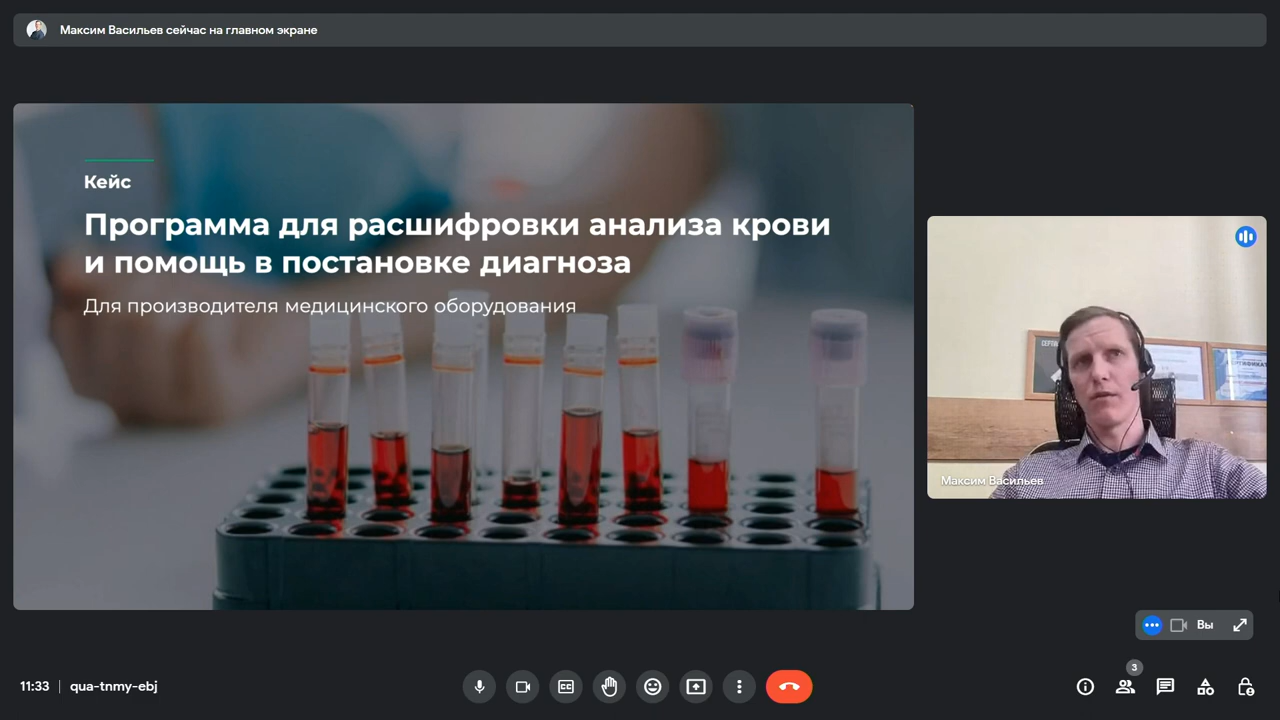 Максим Васильев сейчас на главном экране
Кейс
Программа для расшифровки анализа крови
и помощь в постановке диагноза
Для производителя медицинского оборудования
Максим Васильев
Вы
3
11:33
qua-tnmy-ebj